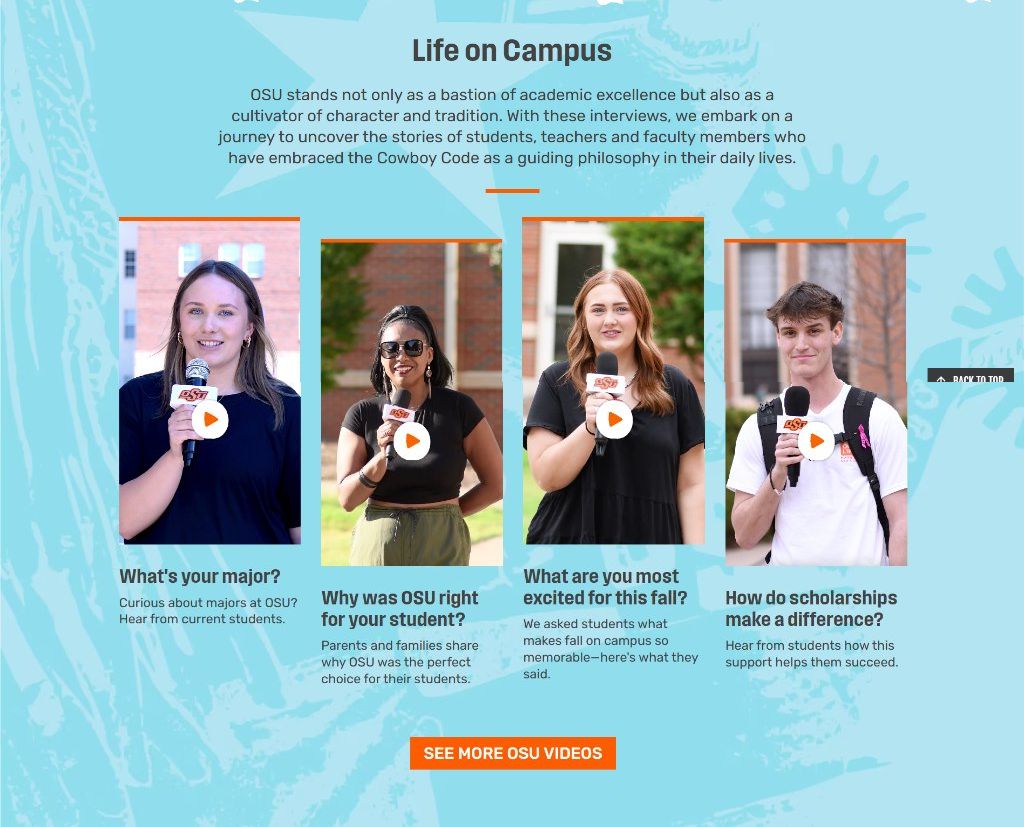 Life on Campus
OSU stands not only as a bastion of academic excellence but also as a
cultivator of character and tradition. With these interviews, we embark on a
journey to uncover the stories of students, teachers and faculty members who
have embraced the Cowboy Code as a guiding philosophy in their daily lives.
BACK TO TOP
OSU
OSU
OSU
OSU
What's your major?
Curious about majors at OSU?
Hear from current students.
Why was OSU right
for your student?
Parents and families share
why OSU was the perfect
choice for their students.
What are you most
excited for this fall?
We asked students what
makes fall on campus so
memorable—here's what they
said.
How do scholarships
make a difference?
Hear from students how this
support helps them succeed.
SEE MORE OSU VIDEOS